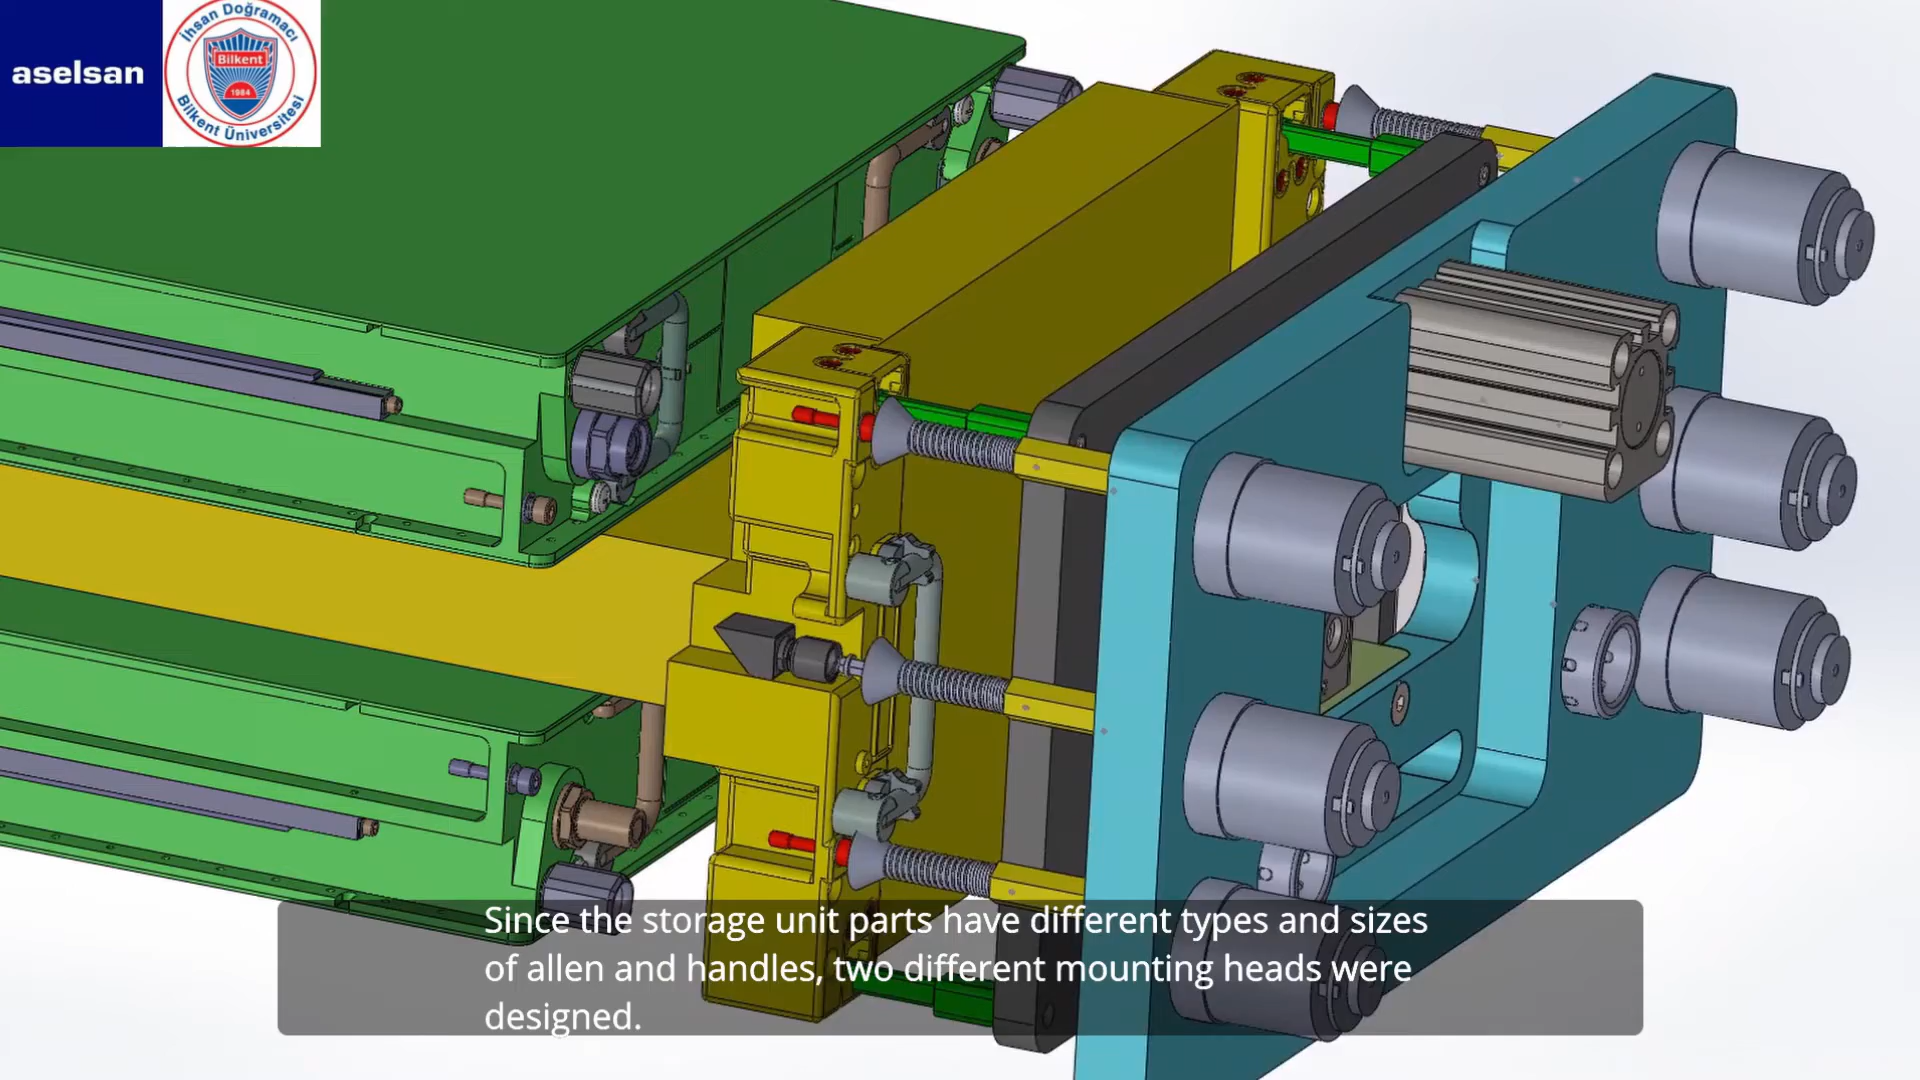 aselsan
İhsan Doğramacı
Bilkent
1984
Bilkent Üniversitesi
Since the storage unit parts have different types and sizes
of allen and handles, two different mounting heads were
designed.